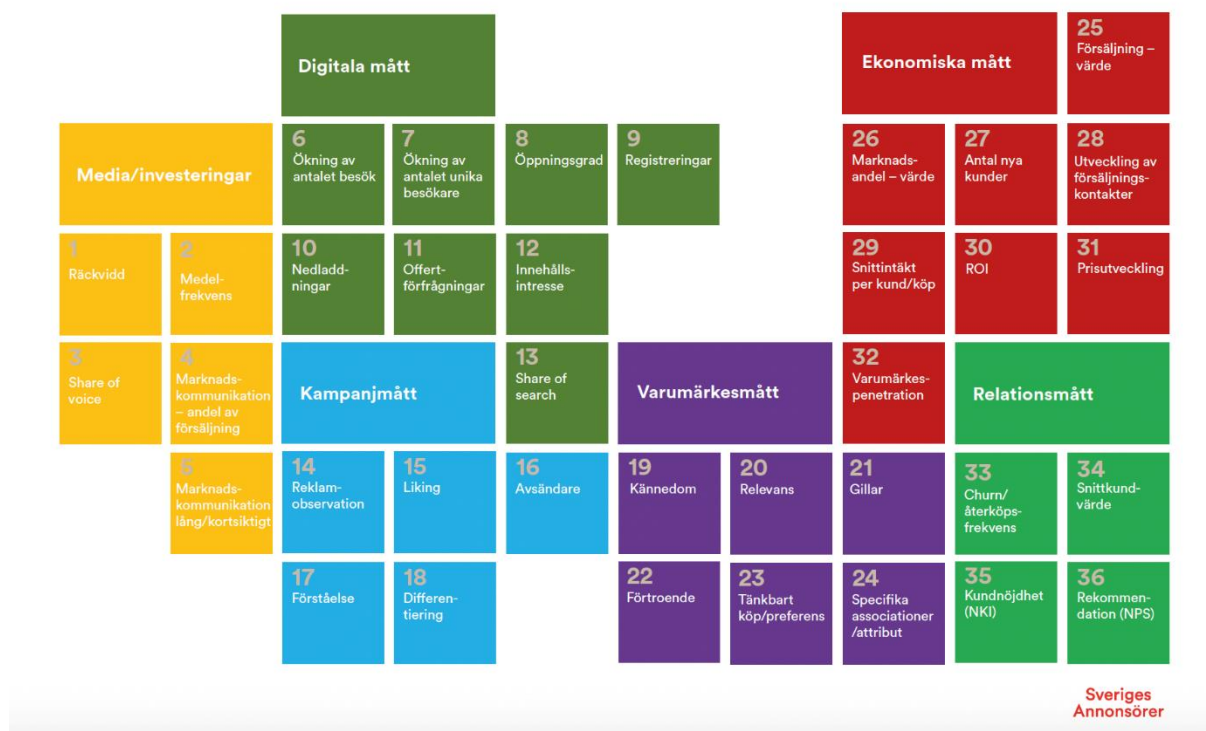 Digitala mått
Ekonomiska mått
25
Försäljning –
värde
Media/investeringar
6
Ökning av
antalet besök
7
Ökning av
antalet unika
besökare
8
Öppningsgrad
9
Registreringar
26
Marknads-
andel – värde
27
Antal nya
kunder
28
Utveckling av
försäljnings-
kontakter
1
Räckvidd
2
Medel-
frekvens
10
Nedladd-
ningar
11
Offert-
förfrågningar
12
Innehålls-
intresse
29
Snittintäkt
per kund/köp
30
ROI
31
Prisutveckling
3
Share of
voice
4
Marknads-
kommunikation
– andel av
försäljning
Kampanjmått
13
Share of
search
Varumärkesmått
32
Varumärkes-
penetration
Relationsmått
5
Marknads-
kommunikation
lång/kortsiktigt
14
Reklam-
observation
15
Liking
16
Avsändare
19
Kännedom
20
Relevans
21
Gillar
33
Churn/
återköps-
frekvens
34
Snittkund-
värde
17
Förståelse
18
Differen-
tiering
22
Förtroende
23
Tänkbart
köp/preferens
24
Specifika
associationer
/attribut
35
Kundnöjdhet
(NKI)
36
Rekommen-
dation (NPS)
Sveriges
Annonsörer